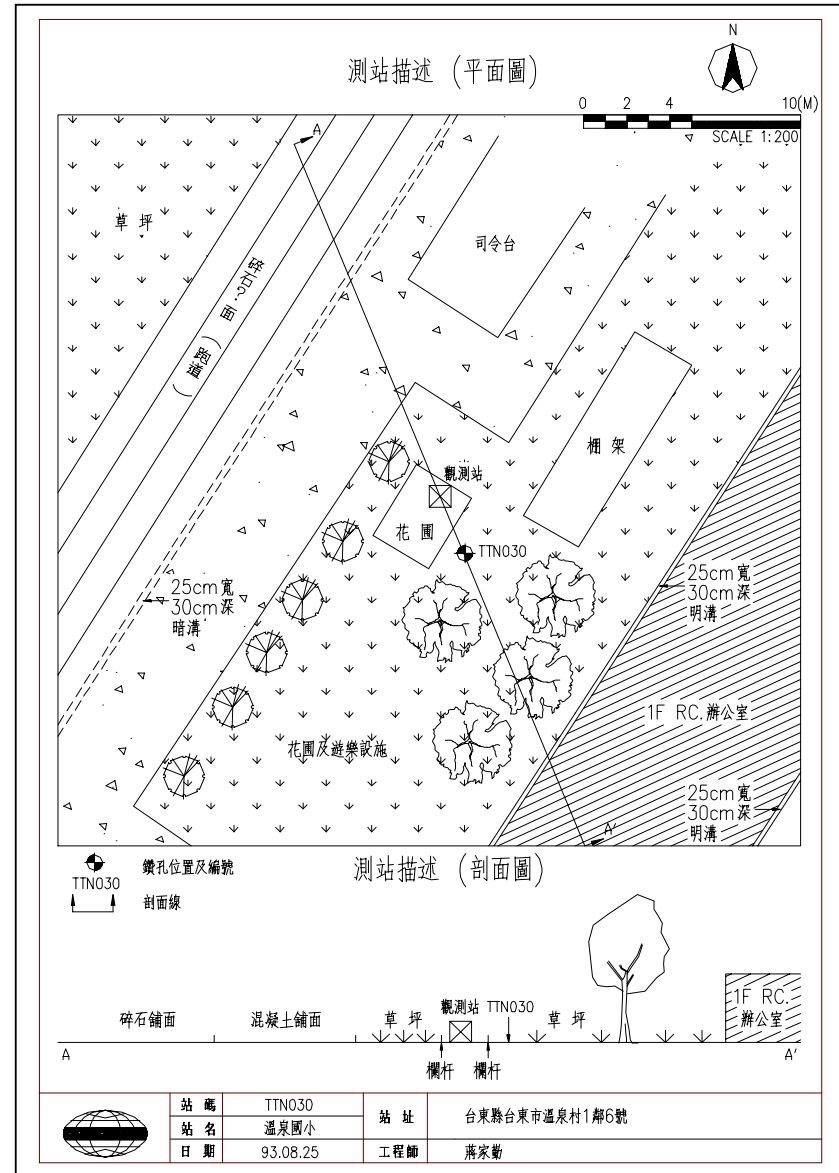 測站描述 (平面圖)
N
0 2 4 10(M)
SCALE 1:200
A
草坪
司令台
碎石?面(跑道)
棚架
觀測站
花圃
TTN030
25cm寬
30cm深
暗溝
25cm寬
30cm深
明溝
1F RC.辦公室
花圃及遊樂設施
25cm寬
30cm深
明溝
A'
鑽孔位置及編號
TTN030
剖面線
測站描述 (剖面圖)
碎石舖面 混凝土舖面 草坪 觀測站 TTN030 草坪
1F RC.
辦公室
A A'
欄杆 欄杆
站碼 TTN030
站名 溫泉國小
日期 93.08.25
站址 台東縣台東市溫泉村1鄰6號
工程師 蔣家勤